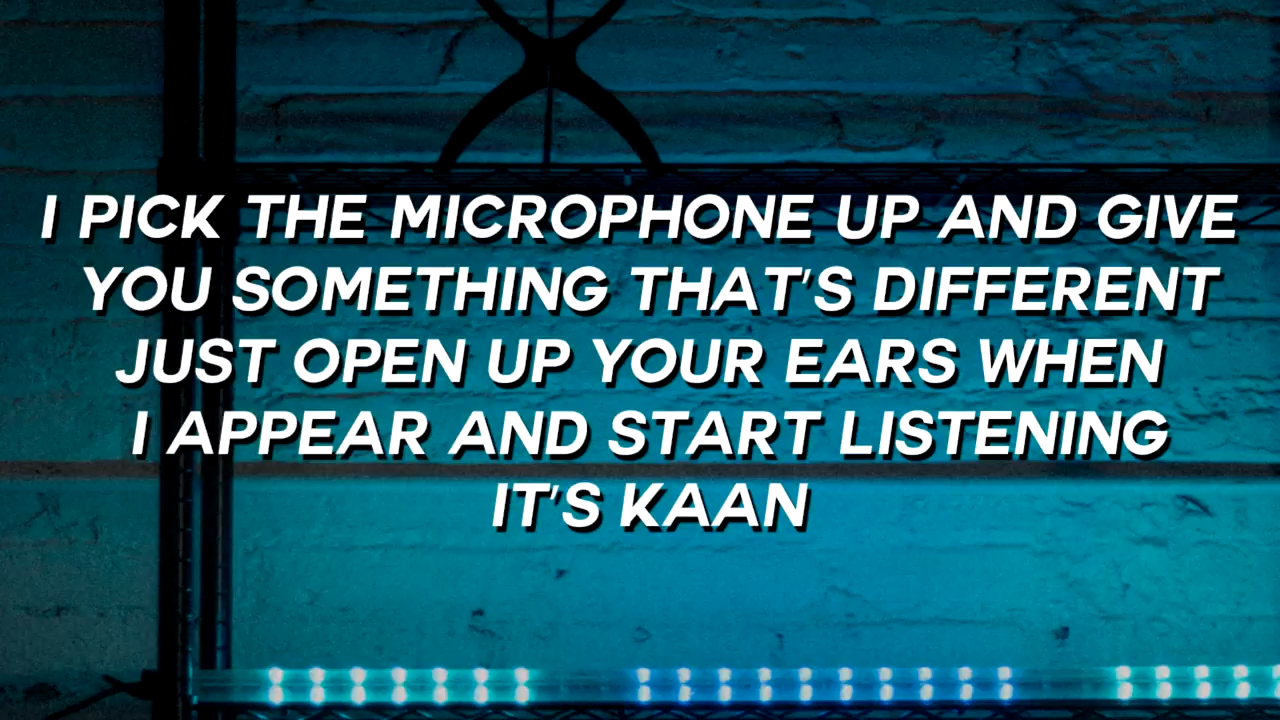 I PICK THE MICROPHONE UP AND GIVE
YOU SOMETHING THAT'S DIFFERENT
JUST OPEN UP YOUR EARS WHEN
I APPEAR AND START LISTENING
IT'S KAAN